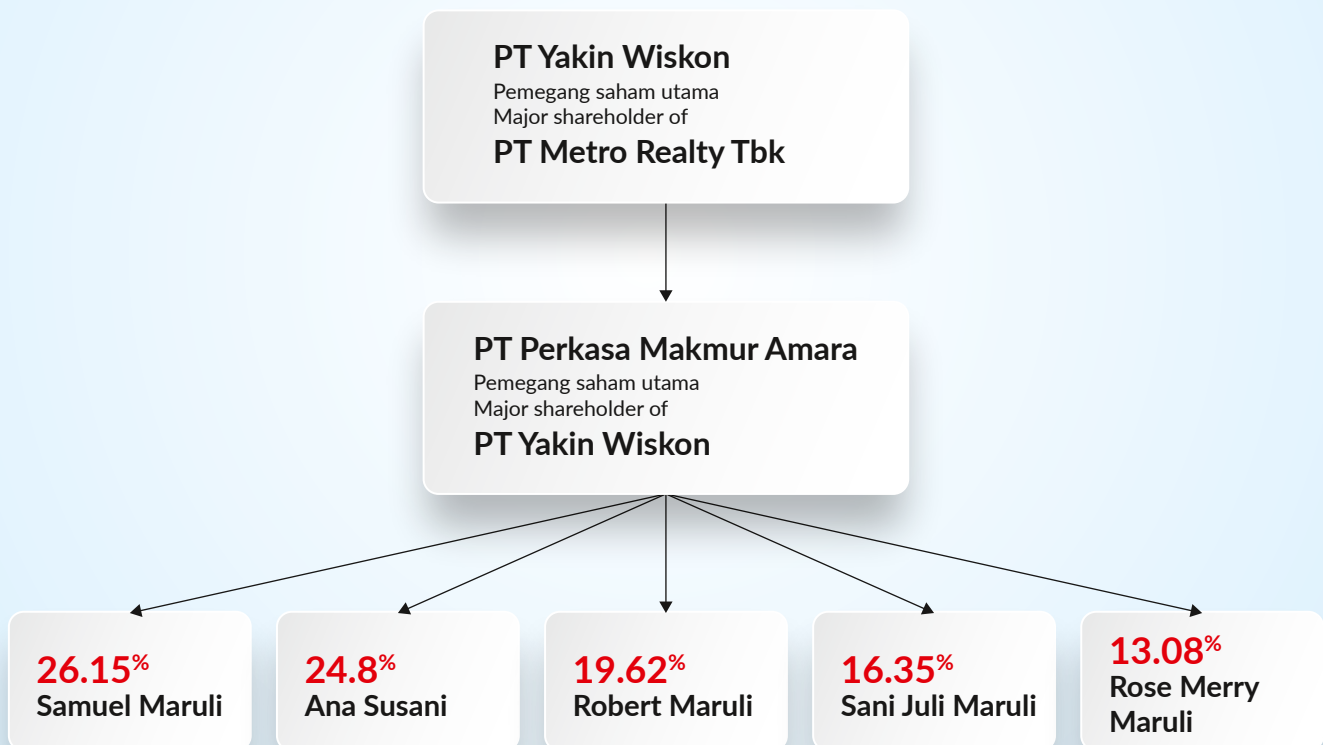 PT Yakin Wiskon
Pemegang saham utama
Major shareholder of
PT Metro Realty Tbk
PT Perkasa Makmur Amara
Pemegang saham utama
Major shareholder of
PT Yakin Wiskon
26.15%
Samuel Maruli
24.8%
Ana Susani
19.62%
Robert Maruli
16.35%
Sani Juli Maruli
13.08%
Rose Merry
Maruli